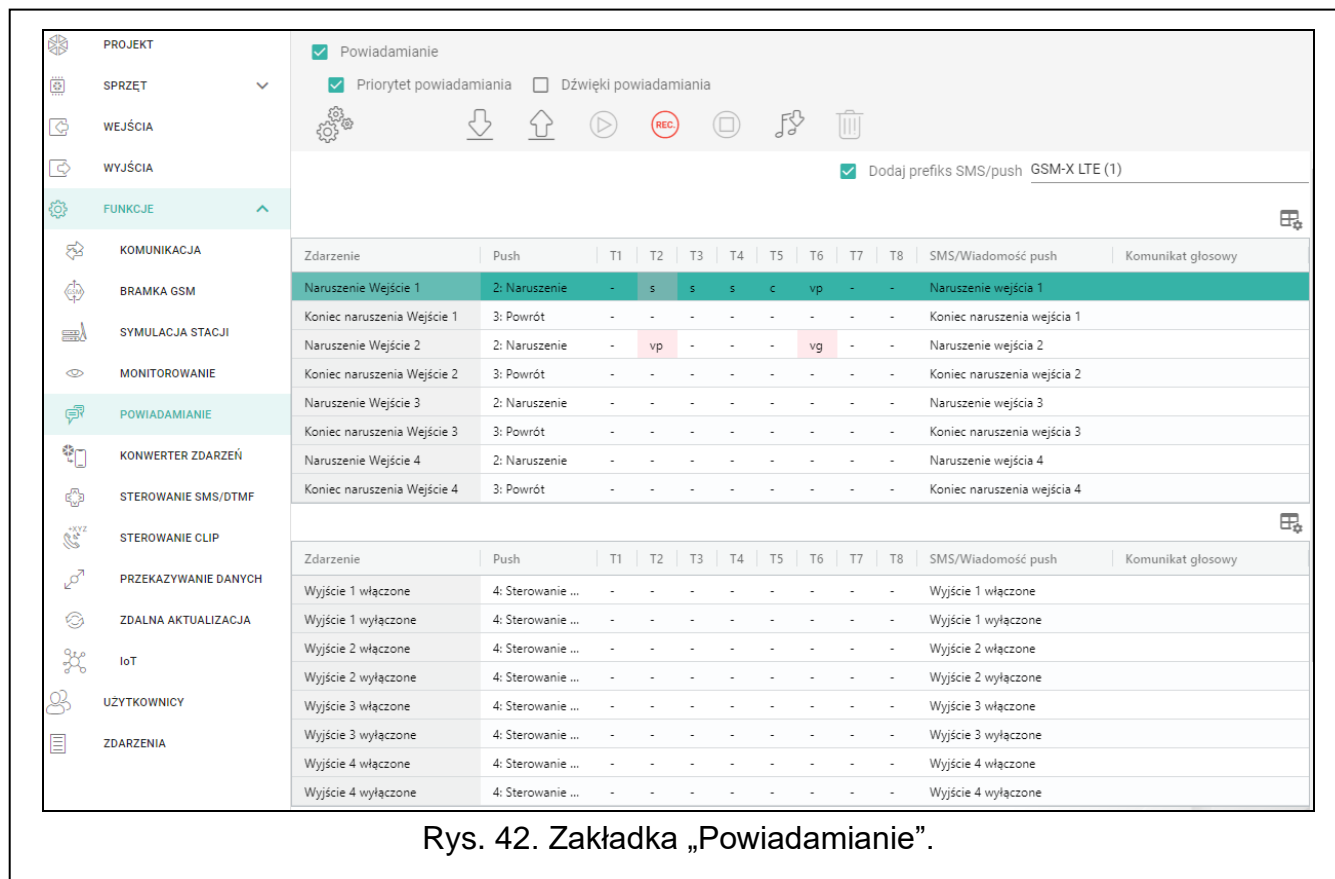 PROJEKT
SPRZĘT
WEJŚCIA
WYJŚCIA
FUNKCJE
KOMUNIKACJA
GSM
BRAMKA GSM
SYMULACJA STACJI
MONITOROWANIE
POWIADAMIANIE
KONWERTER ZDARZEŃ
STEROWANIE SMS/DTMF
+XYZ
STEROWANIE CLIP
PRZEKAZYWANIE DANYCH
ZDALNA AKTUALIZACJA
IoT
UŻYTKOWNICY
ZDARZENIA
Powiadamianie
Priorytet powiadamiania Dźwięki powiadamiania
REC.
Dodaj prefiks SMS/push GSM-X LTE (1)
Zdarzenie Push T1 T2 T3 T4 T5 T6 T7 T8 SMS/Wiadomość push Komunikat głosowy
Naruszenie Wejście 1 2: Naruszenie - s s s c vp - - Naruszenie wejścia 1
Koniec naruszenia Wejście 1 3: Powrót - - - - - - - - Koniec naruszenia wejścia 1
Naruszenie Wejście 2 2: Naruszenie - vp - - - vg - - Naruszenie wejścia 2
Koniec naruszenia Wejście 2 3: Powrót - - - - - - - - Koniec naruszenia wejścia 2
Naruszenie Wejście 3 2: Naruszenie - - - - - - - - Naruszenie wejścia 3
Koniec naruszenia Wejście 3 3: Powrót - - - - - - - - Koniec naruszenia wejścia 3
Naruszenie Wejście 4 2: Naruszenie - - - - - - - - Naruszenie wejścia 4
Koniec naruszenia Wejście 4 3: Powrót - - - - - - - - Koniec naruszenia wejścia 4
Zdarzenie Push T1 T2 T3 T4 T5 T6 T7 T8 SMS/Wiadomość push Komunikat głosowy
Wyjście 1 włączone 4: Sterowanie ... - - - - - - - - Wyjście 1 włączone
Wyjście 1 wyłączone 4: Sterowanie ... - - - - - - - - Wyjście 1 wyłączone
Wyjście 2 włączone 4: Sterowanie ... - - - - - - - - Wyjście 2 włączone
Wyjście 2 wyłączone 4: Sterowanie ... - - - - - - - - Wyjście 2 wyłączone
Wyjście 3 włączone 4: Sterowanie ... - - - - - - - - Wyjście 3 włączone
Wyjście 3 wyłączone 4: Sterowanie ... - - - - - - - - Wyjście 3 wyłączone
Wyjście 4 włączone 4: Sterowanie ... - - - - - - - - Wyjście 4 włączone
Wyjście 4 wyłączone 4: Sterowanie ... - - - - - - - - Wyjście 4 wyłączone
Rys. 42. Zakładka „Powiadamianie”.